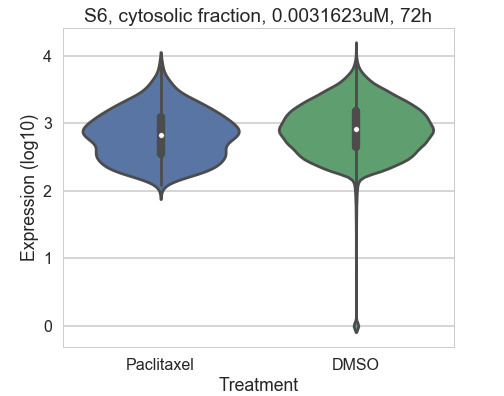 S6, cytosolic fraction, 0.0031623uM, 72h
Expression (log10)
4
3
2
1
0
Paclitaxel
DMSO
Treatment